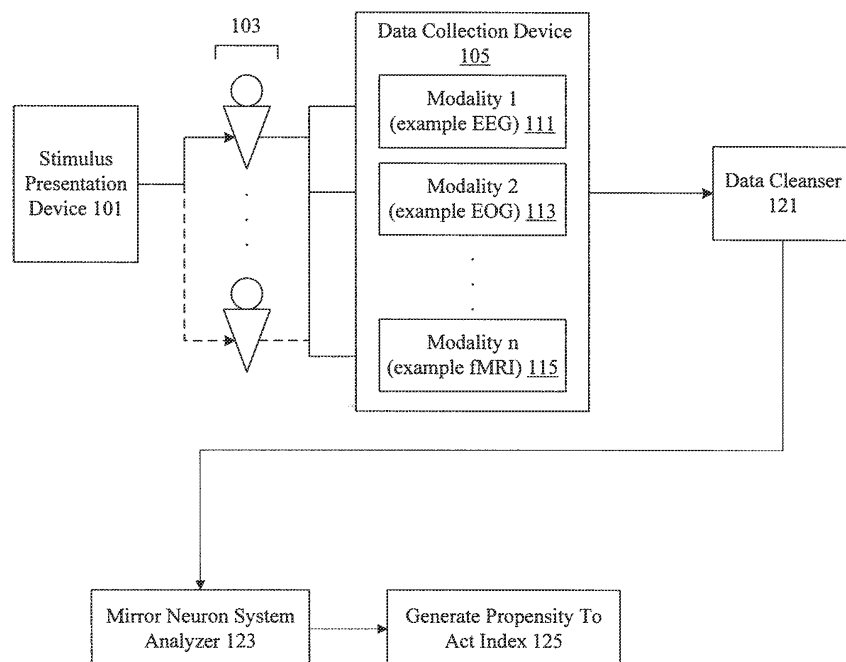 103
Data Collection Device
105
Modality 1
(example EEG) 111
Stimulus
Presentation
Device 101
Modality 2
(example EOG) 113
Data Cleanser
121
Modality n
(example fMRI) 115
Mirror Neuron System
Analyzer 123
Generate Propensity To
Act Index 125